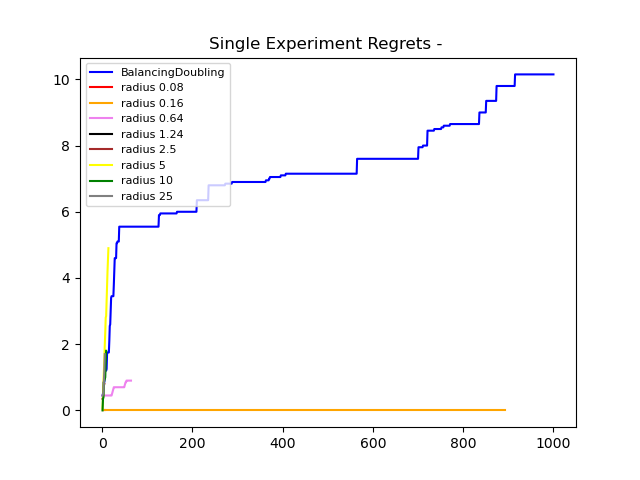 Single Experiment Regrets -
BalancingDoubling
radius 0.08
radius 0.16
radius 0.64
radius 1.24
radius 2.5
radius 5
radius 10
radius 25
10
8
6
4
2
0
0 200 400 600 800 1000